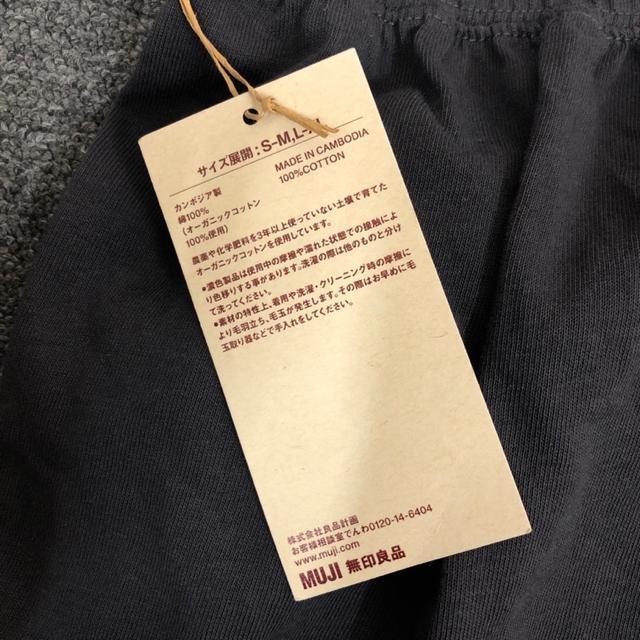 サイズ展開：S-M,L-
カンボジア製
MADE IN CAMBODIA
綿100%
100%COTTON
（オーガニックコットン
100%使用）
農薬や化学肥料を3年以上使っていない土壌で育てた
オーガニックコットンを使用しています。
●濃色製品は使用中の摩擦や濡れた状態での接触によ
り色移りする事があります。洗濯の際は他のものと分け
て洗ってください。
●素材の特性上、着用や洗濯・クリーニング時の摩擦に
より毛羽立ち、毛玉が発生します。その際はお早めに毛
玉取り器などで手入れをしてください。
株式会社良品計画
お客様相談室でんわ0120-14-6404
www.muji.com
MUJI 無印良品